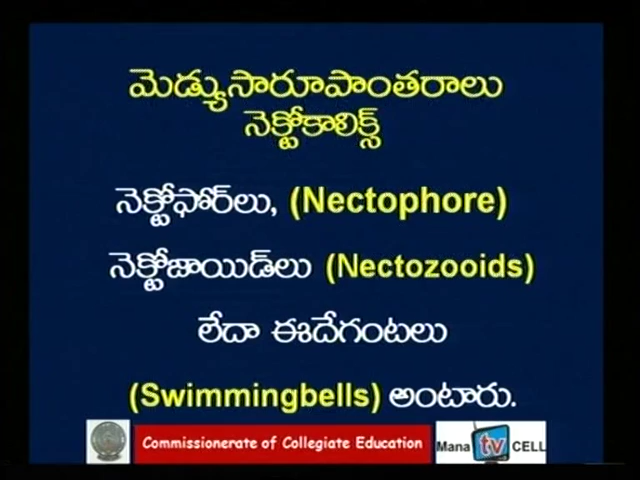 మెడ్యుసారూపాంతరాలు
నెక్టోకాలిక్స్
నెక్టోఫోర్‌లు, (Nectophore)
నెక్టోజాయిడ్‌లు (Nectozooids)
లేదా ఈదేగంటలు
(Swimmingbells) అంటారు.
Commissionerate of Collegiate Education
Mana tv CELL